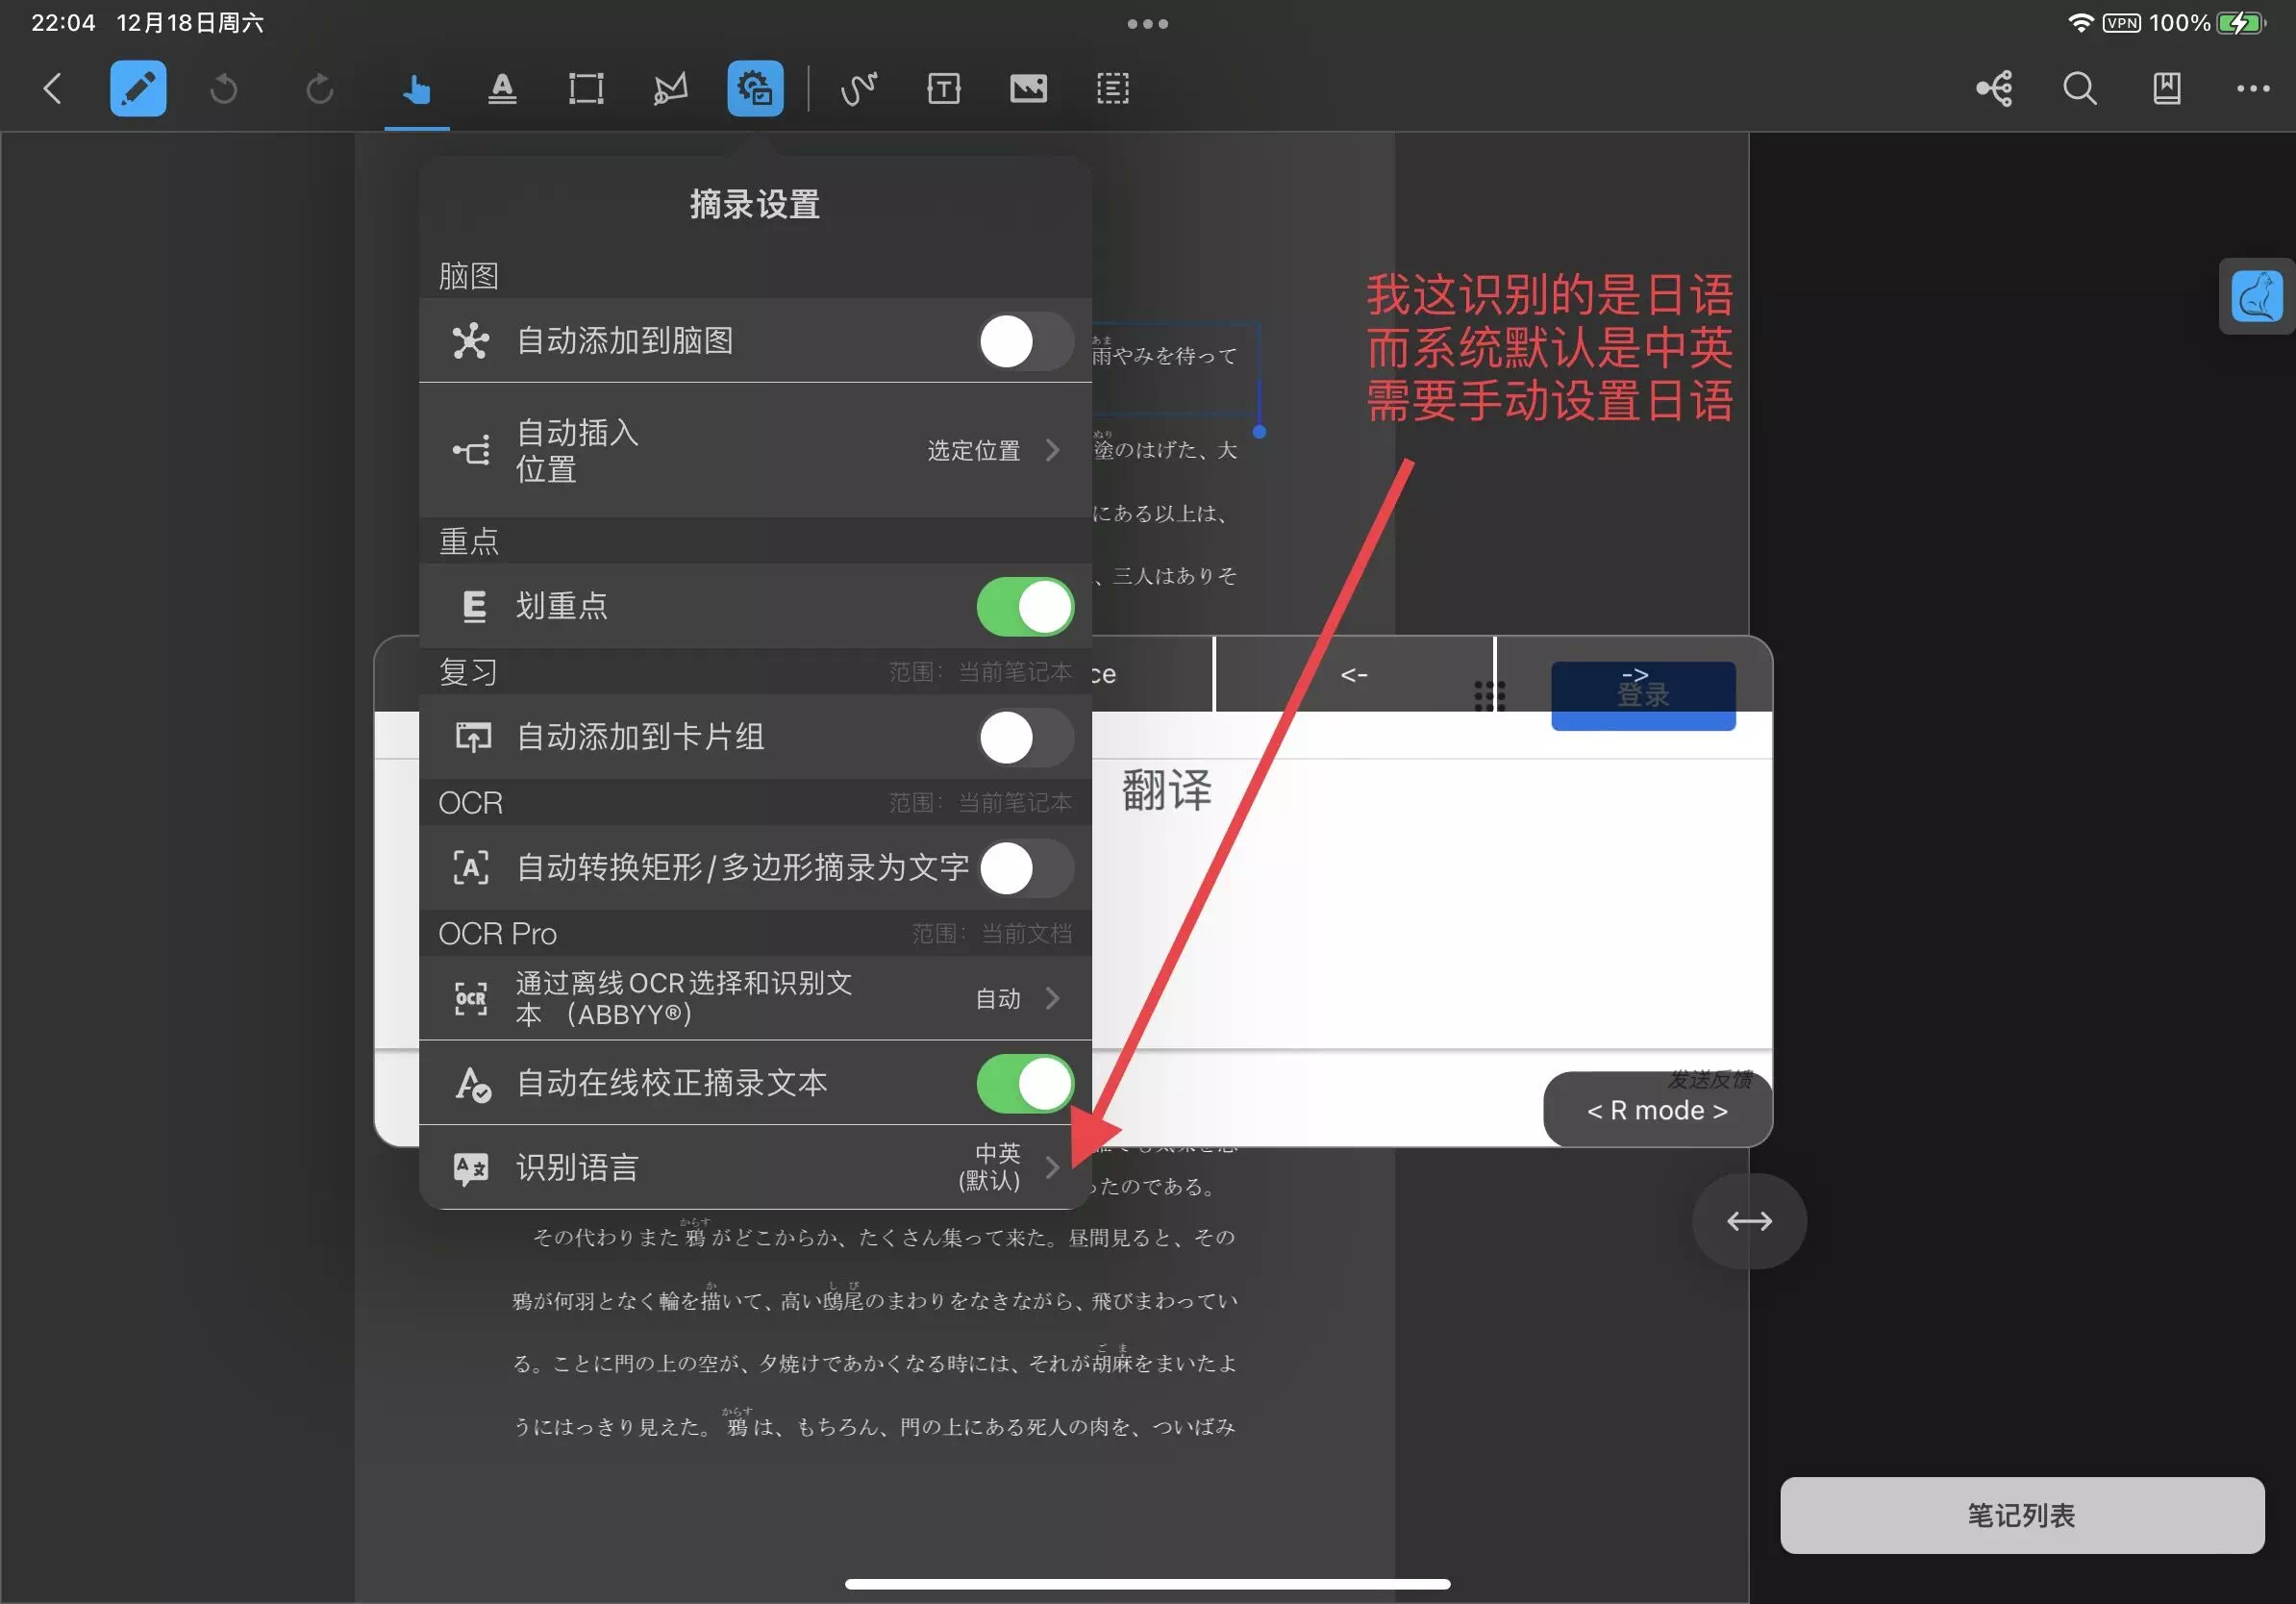 22:04 12月18日周六
VPN 100%
摘录设置
脑图
自动添加到脑图
自动插入
位置
选定位置
重点
划重点
复习
范围：当前笔记本
自动添加到卡片组
OCR
范围：当前笔记本
自动转换矩形/多边形摘录为文字
OCR Pro
范围：当前文档
通过离线OCR选择和识别文
本 （ABBYY®）
自动
自动在线校正摘录文本
识别语言
中英
(默认)
我这识别的是日语
而系统默认是中英
需要手动设置日语
あま
雨やみを待って
ぬり
塗のはげた、大
にある以上は、
、三人はありそ
ce
<-
->
登录
翻译
发送反馈
< R mode >
ったのである。
からす
その代わりまた鴉がどこからか、たくさん集って来た。昼間見ると、その
か
し び
鴉が何羽となく輪を描いて、高い鴟尾のまわりをなきながら、飛びまわってい
ご ま
る。ことに門の上の空が、夕焼けであかくなる時には、それが胡麻をまいたよ
からす
うにはっきり見えた。鴉は、もちろん、門の上にある死人の肉を、ついばみ
笔记列表